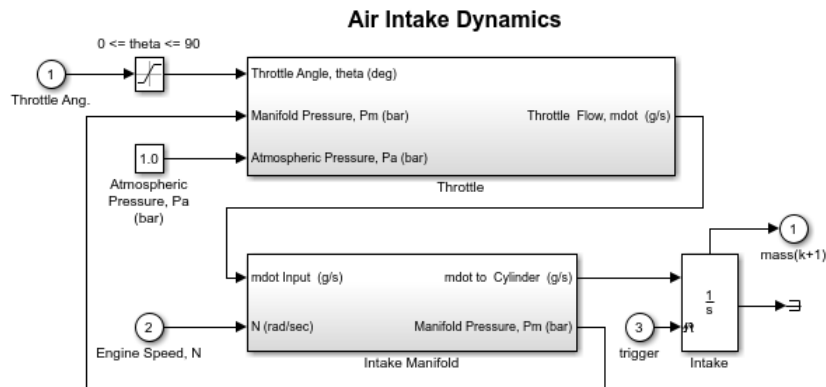 Air Intake Dynamics
0 <= theta <= 90
1
Throttle Ang.
Throttle Angle, theta (deg)
Manifold Pressure, Pm (bar)
Throttle Flow, mdot (g/s)
1.0
Atmospheric Pressure, Pa (bar)
Atmospheric
Pressure, Pa
(bar)
Throttle
1
mass(k+1)
mdot Input (g/s)
mdot to Cylinder (g/s)
1
s
2
N (rad/sec)
Manifold Pressure, Pm (bar)
3
Engine Speed, N
Intake Manifold
trigger
Intake